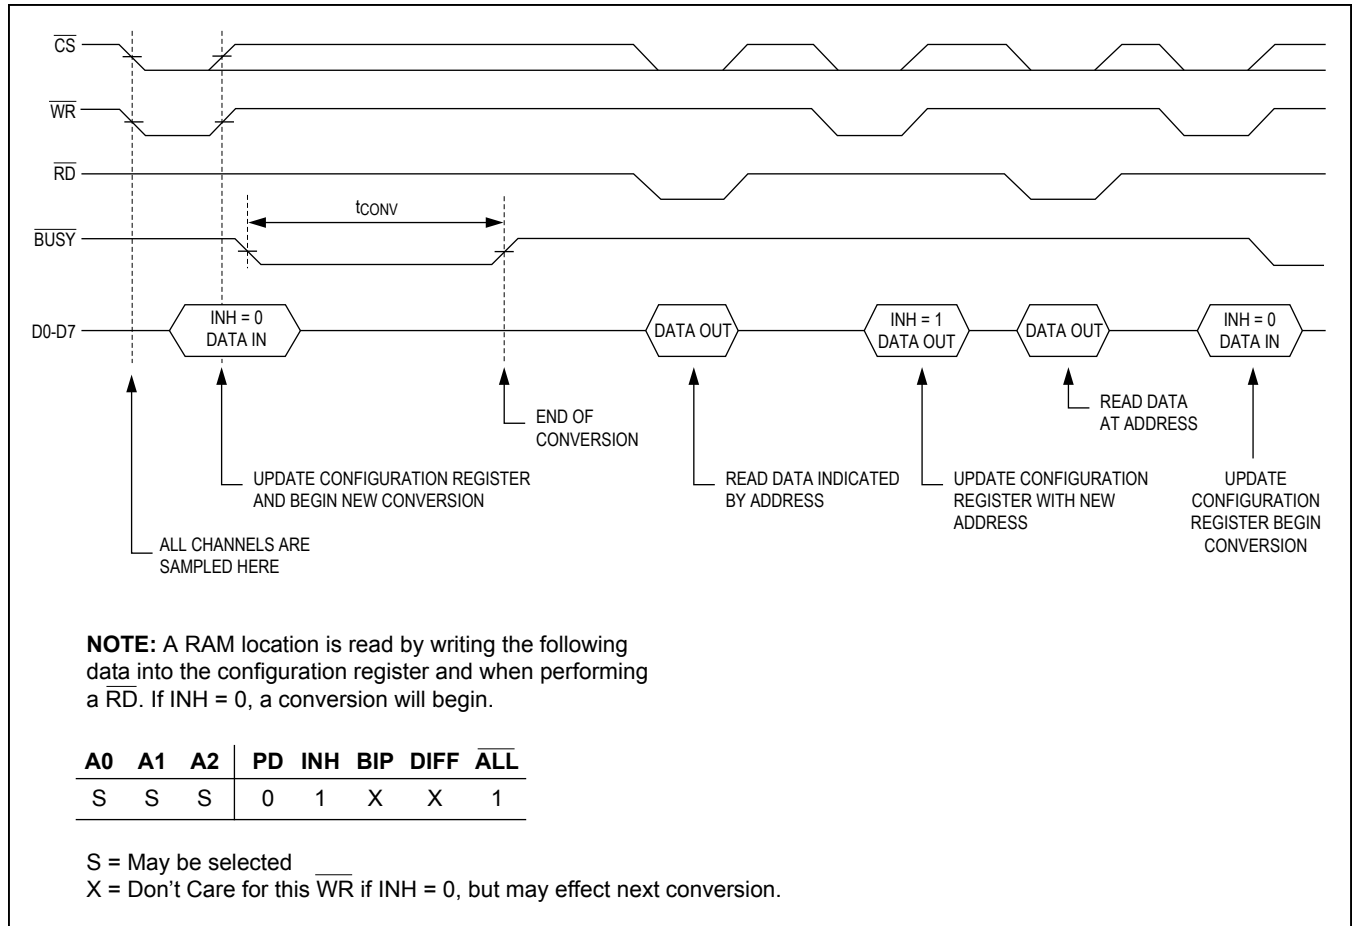 CS
WR
RD
tCONV
BUSY
D0-D7
INH = 0
DATA IN
DATA OUT
INH = 1
DATA OUT
DATA OUT
INH = 0
DATA IN
END OF
CONVERSION
READ DATA
AT ADDRESS
UPDATE CONFIGURATION REGISTER
AND BEGIN NEW CONVERSION
READ DATA INDICATED
BY ADDRESS
UPDATE CONFIGURATION
REGISTER WITH NEW
ADDRESS
UPDATE
CONFIGURATION
REGISTER BEGIN
CONVERSION
ALL CHANNELS ARE
SAMPLED HERE
NOTE: A RAM location is read by writing the following
data into the configuration register and when performing
a RD. If INH = 0, a conversion will begin.
A0 A1 A2 PD INH BIP DIFF ALL
S S S 0 1 X X 1
S = May be selected
X = Don't Care for this WR if INH = 0, but may effect next conversion.